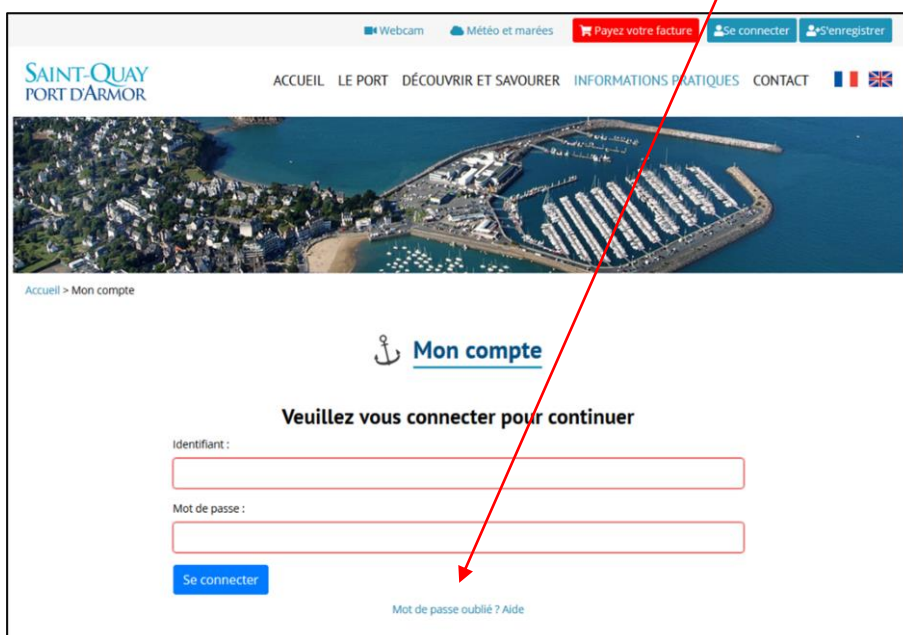 Webcam Météo et marées Payez votre facture Se connecter S'enregistrer
SAINT-QUAY
PORT D'ARMOR
ACCUEIL LE PORT DÉCOUVRIR ET SAVOURER INFORMATIONS PRATIQUES CONTACT
Accueil > Mon compte
Mon compte
Veuillez vous connecter pour continuer
Identifiant :
Mot de passe :
Se connecter
Mot de passe oublié ? Aide